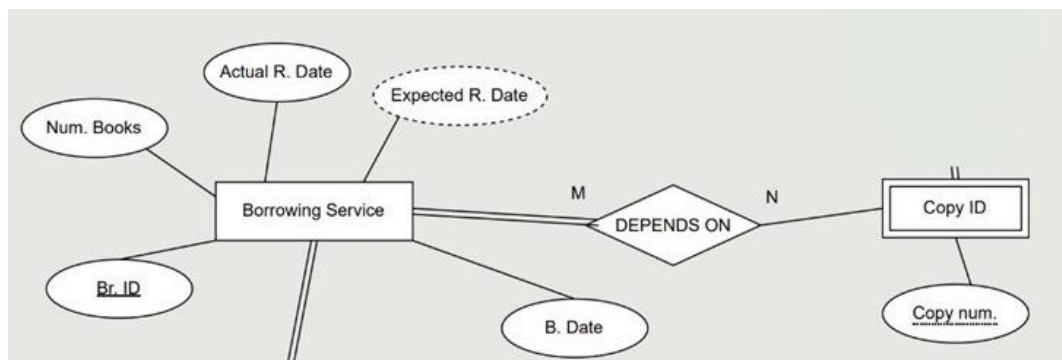 Actual R. Date
Expected R. Date
Num. Books
Borrowing Service
M
DEPENDS ON
N
Copy ID
Br. ID
B. Date
Copy num.